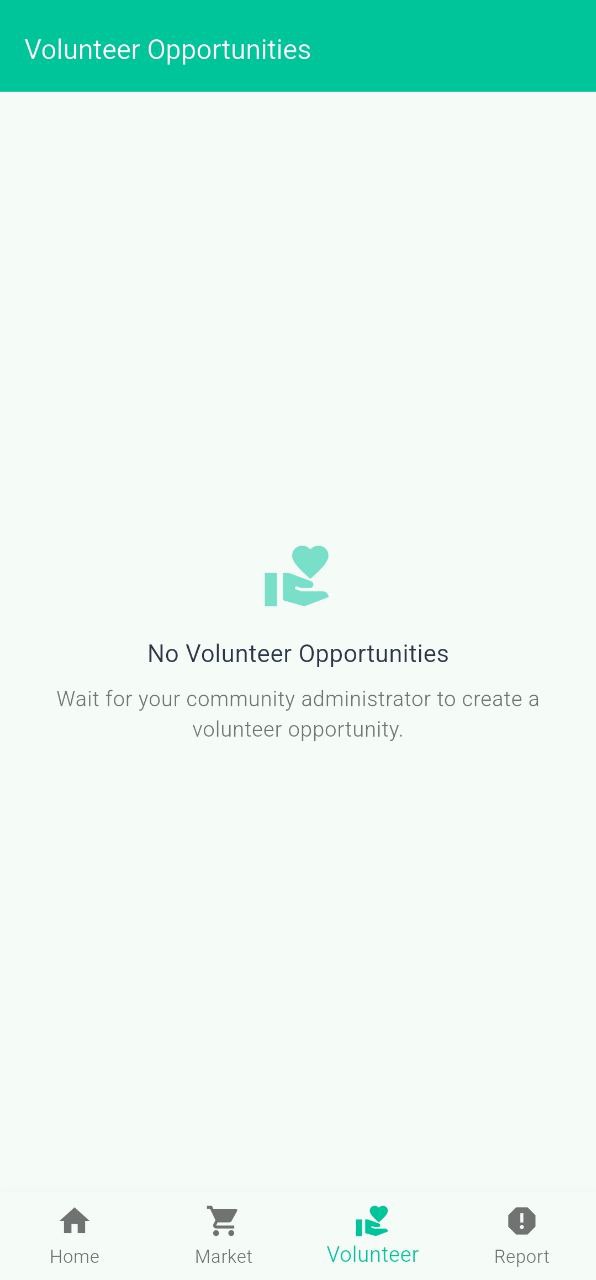 Volunteer Opportunities
No Volunteer Opportunities
Wait for your community administrator to create a
volunteer opportunity.
Home
Market
Volunteer
Report